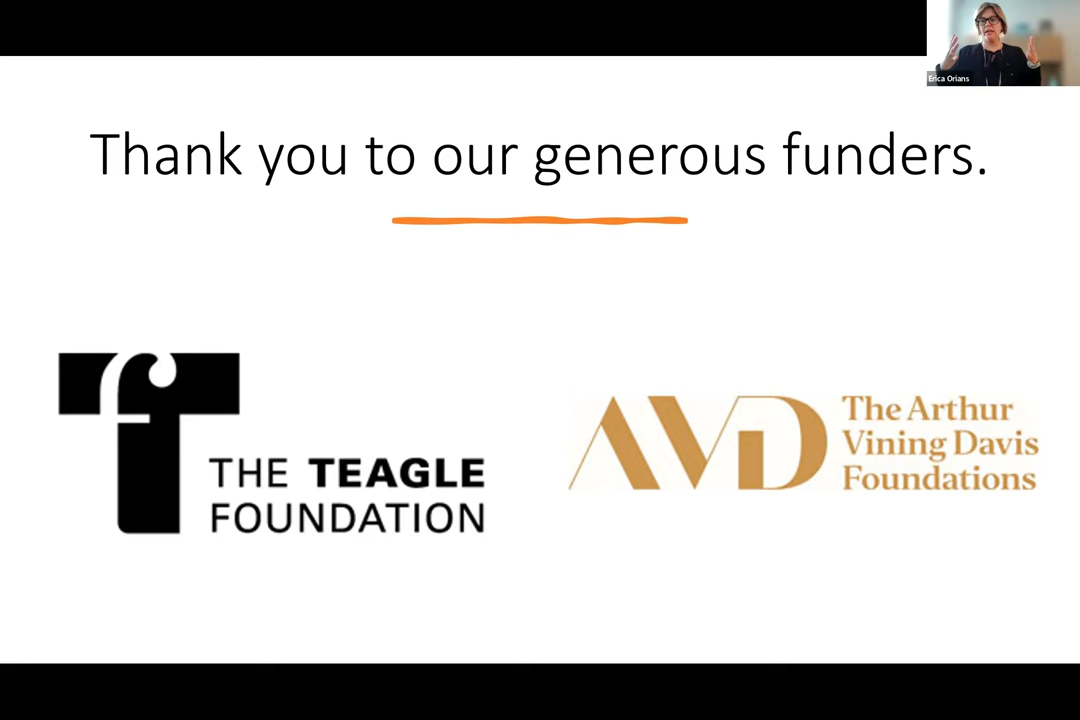 Erica Orians
Thank you to our generous funders.
THE TEAGLE
FOUNDATION
AVD
The Arthur
Vining Davis
Foundations